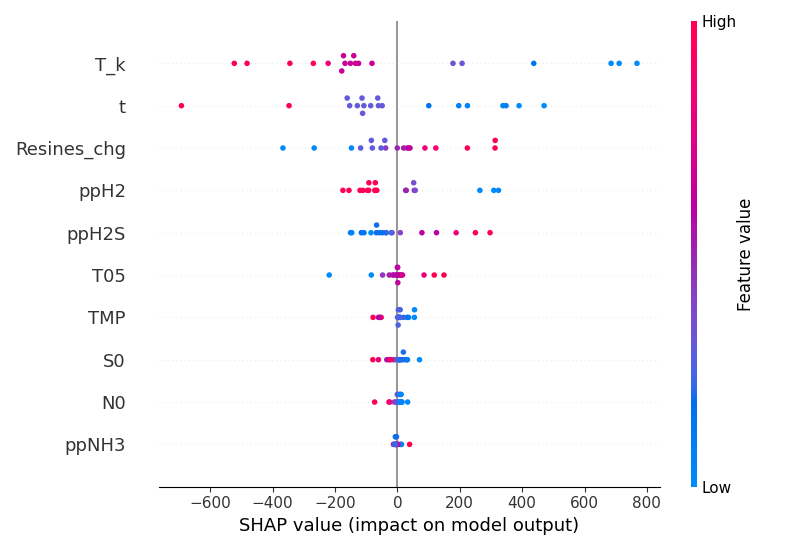 High
T_k
t
Resines_chg
ppH2
ppH2S
T05
TMP
S0
N0
ppNH3
Feature value
Low
−600 −400 −200 0 200 400 600 800
SHAP value (impact on model output)